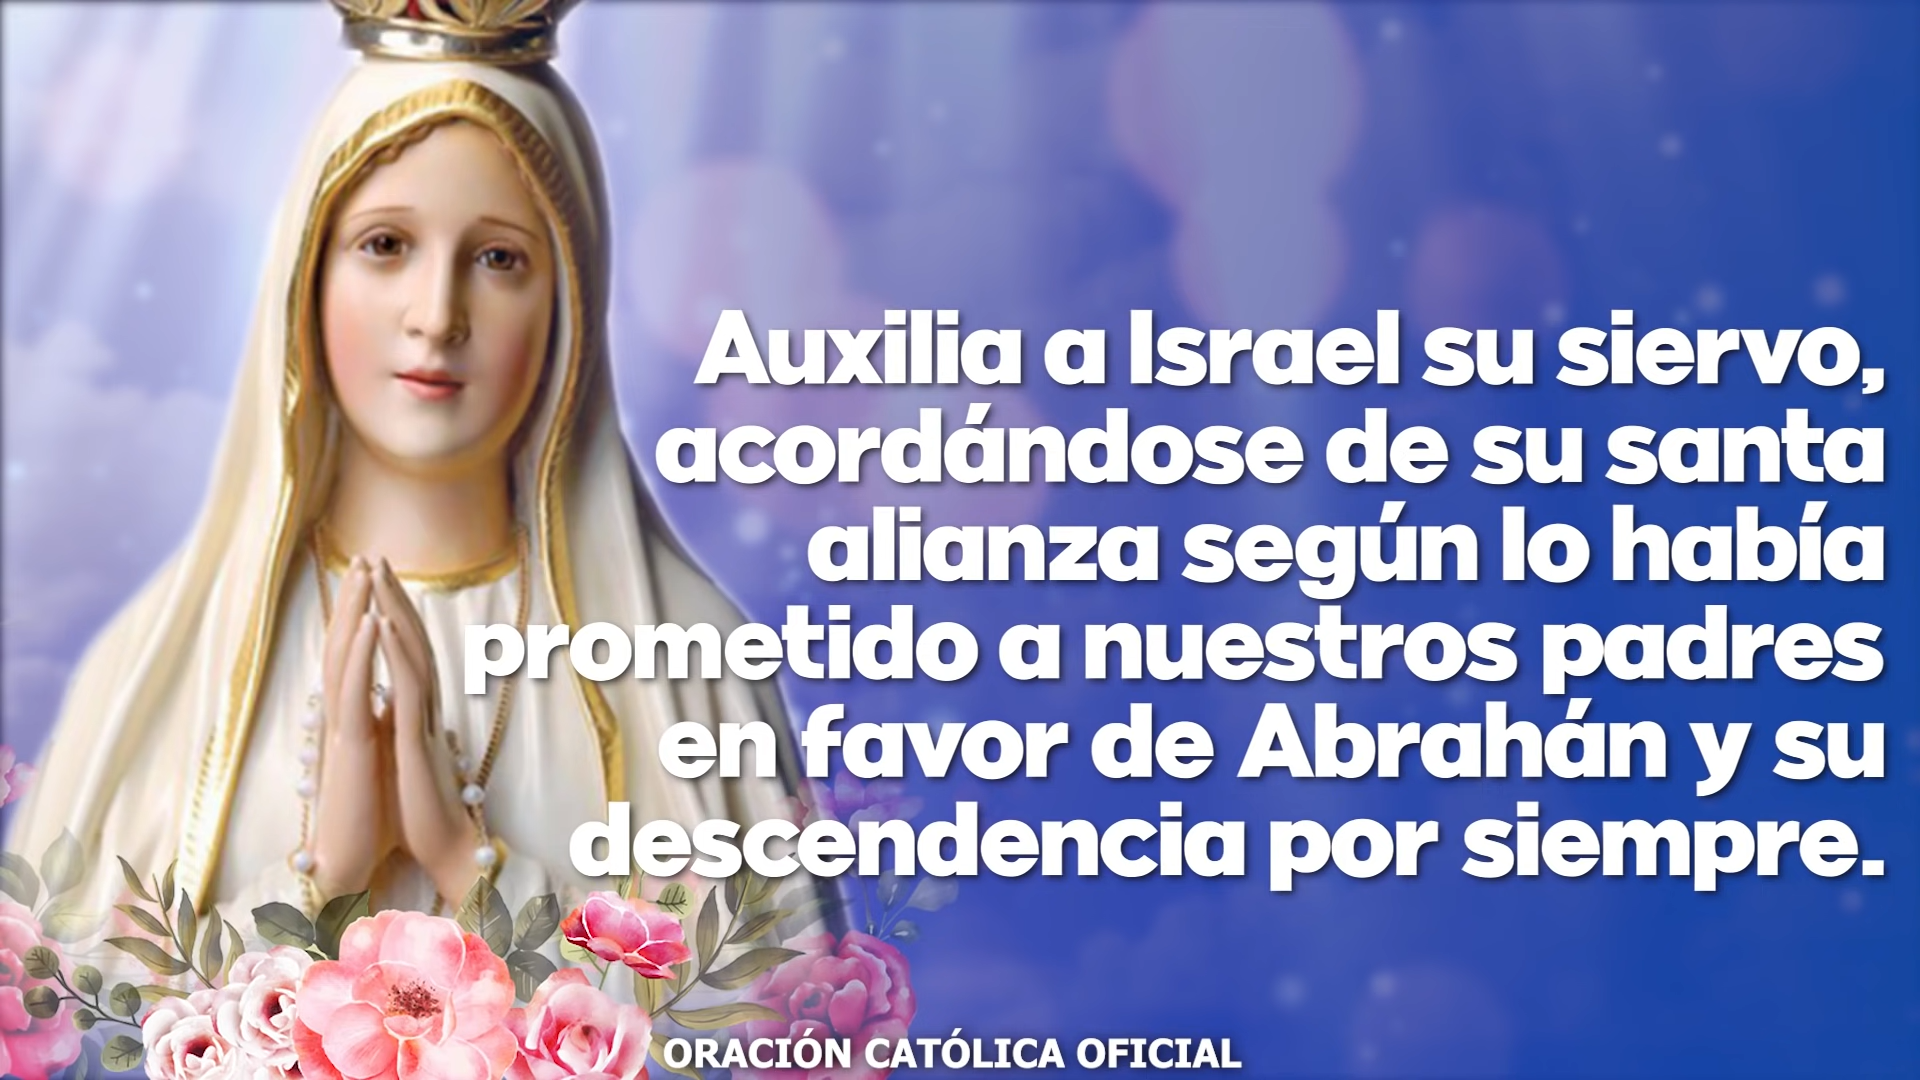 Auxilia a Israel su siervo,
acordándose de su santa
alianza según lo había
prometido a nuestros padres
en favor de Abrahán y su
descendencia por siempre.
ORACIÓN CATÓLICA OFICIAL